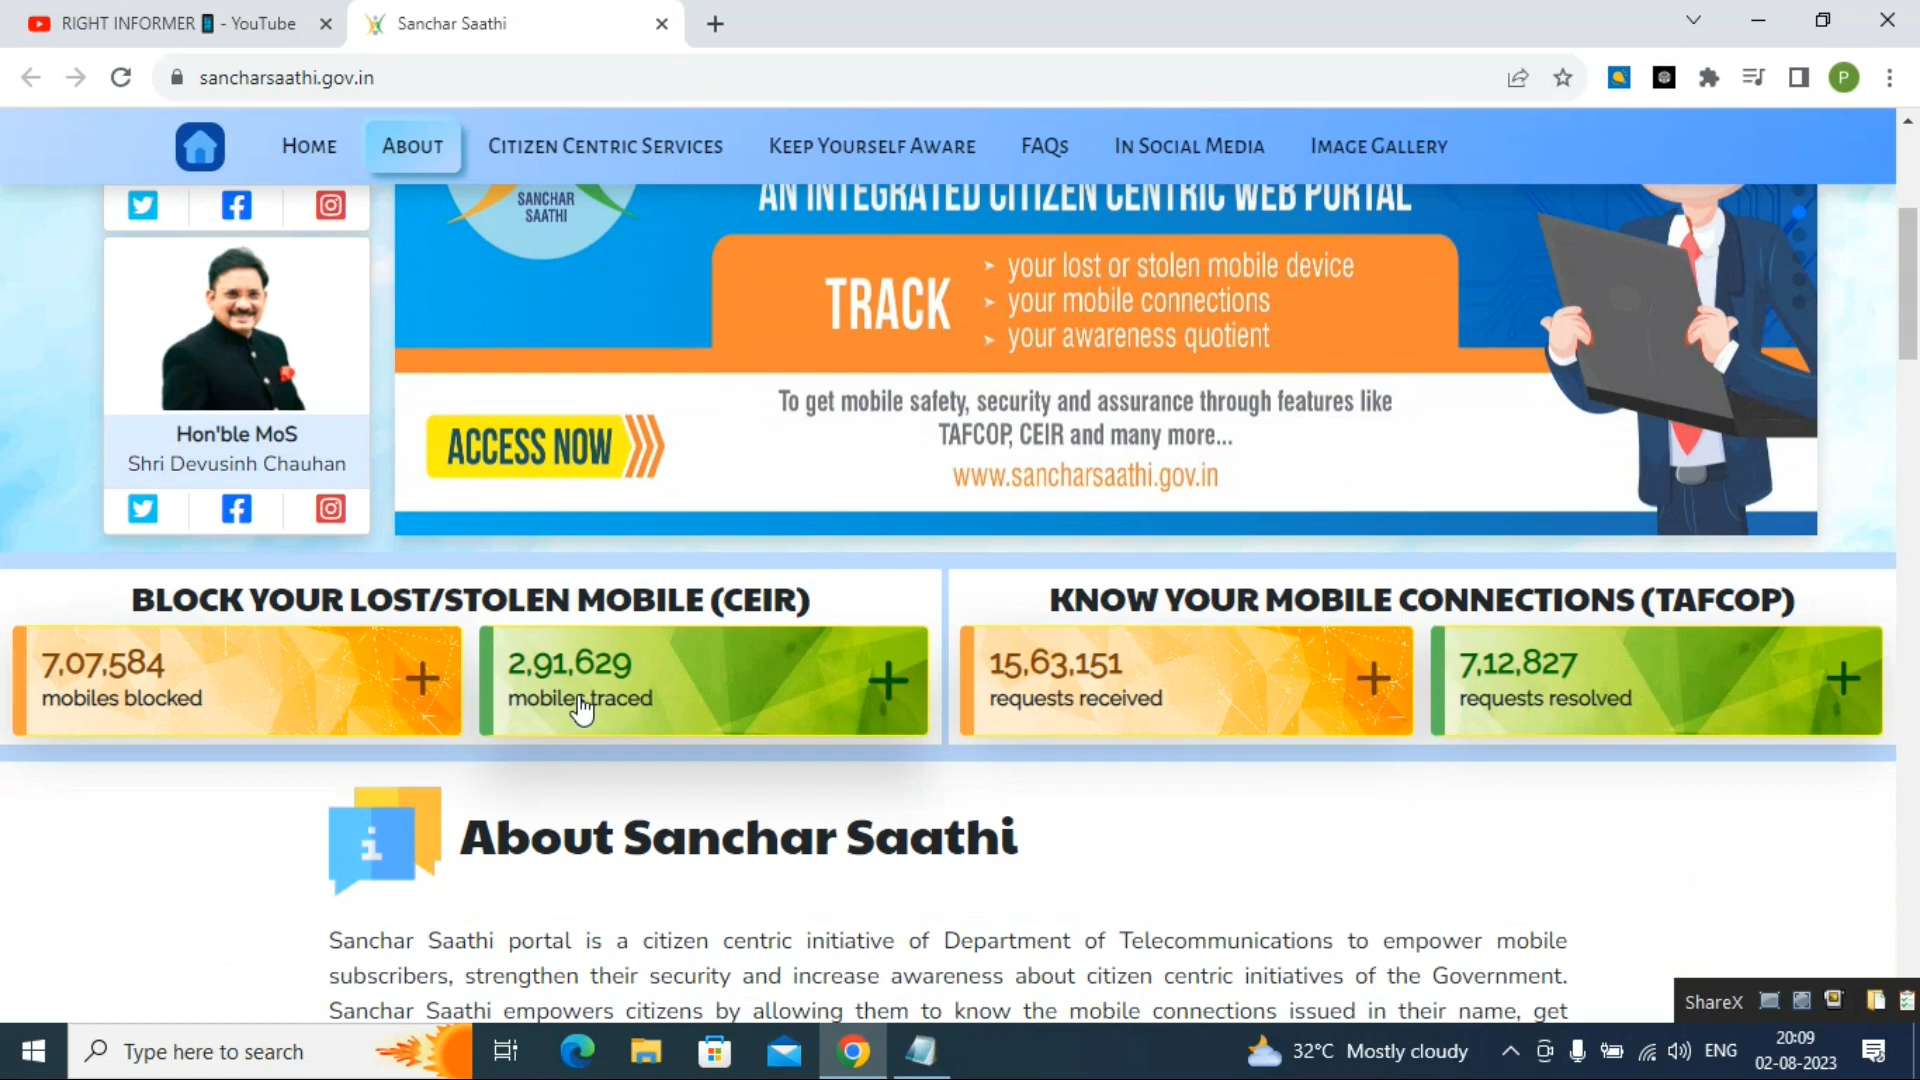 RIGHT INFORMER📱 - YouTube
Sanchar Saathi
sancharsaathi.gov.in
P
Home
About
Citizen Centric Services
Keep Yourself Aware
FAQs
In Social Media
Image Gallery
SANCHAR
SAATHI
AN INTEGRATED CITIZEN CENTRIC WEB PORTAL
TRACK
➤ your lost or stolen mobile device
➤ your mobile connections
➤ your awareness quotient
To get mobile safety, security and assurance through features like
TAFCOP, CEIR and many more...
www.sancharsaathi.gov.in
ACCESS NOW
Hon'ble MoS
Shri Devusinh Chauhan
BLOCK YOUR LOST/STOLEN MOBILE (CEIR)
7,07,584
mobiles blocked
+
2,91,629
mobiles traced
+
KNOW YOUR MOBILE CONNECTIONS (TAFCOP)
15,63,151
requests received
+
7,12,827
requests resolved
+
i
About Sanchar Saathi
Sanchar Saathi portal is a citizen centric initiative of Department of Telecommunications to empower mobile
subscribers, strengthen their security and increase awareness about citizen centric initiatives of the Government.
Sanchar Saathi empowers citizens by allowing them to know the mobile connections issued in their name, get
ShareX
Type here to search
32°C Mostly cloudy
ENG
20:09
02-08-2023